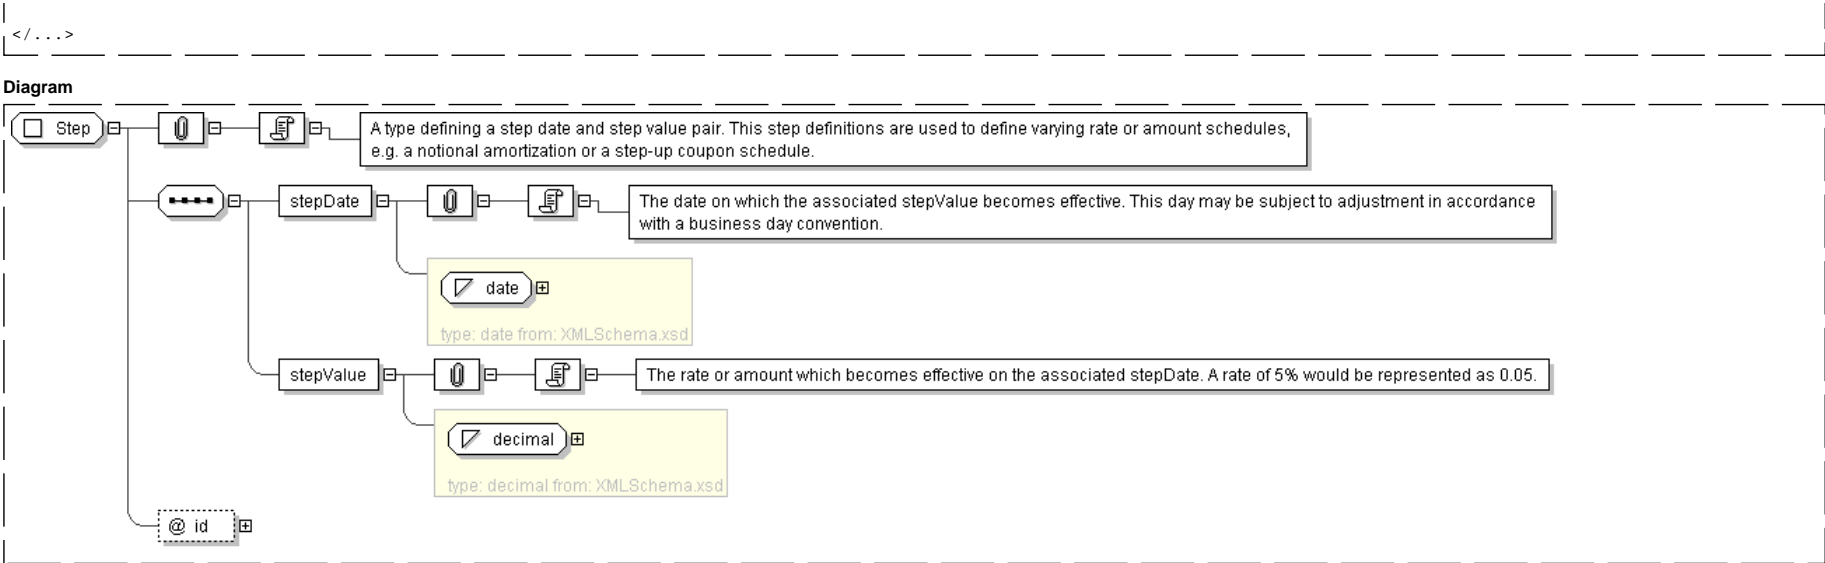 </...>
Diagram
Step
A type defining a step date and step value pair. This step definitions are used to define varying rate or amount schedules,
e.g. a notional amortization or a step-up coupon schedule.
stepDate
The date on which the associated stepValue becomes effective. This day may be subject to adjustment in accordance
with a business day convention.
date
type: date from: XMLSchema.xsd
stepValue
The rate or amount which becomes effective on the associated stepDate. A rate of 5% would be represented as 0.05.
decimal
type: decimal from: XMLSchema.xsd
@ id